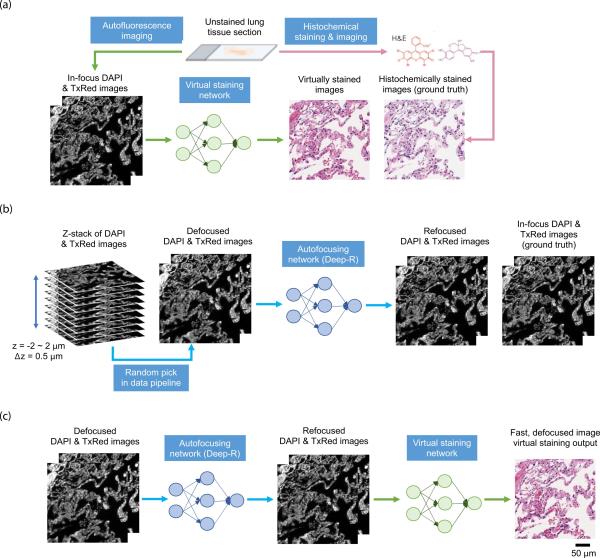 (a)
Autofluorescence
imaging
Unstained lung
tissue section
Histochemical
staining & imaging
H&E
In-focus DAPI
& TxRed images
Virtual staining
network
Virtually stained
images
Histochemically stained
images (ground truth)
(b)
Z-stack of DAPI
& TxRed images
Defocused
DAPI & TxRed images
Autofocusing
network (Deep-R)
Refocused
DAPI & TxRed images
In-focus DAPI &
TxRed images
(ground truth)
z = -2 ~ 2 μm
Δz = 0.5 μm
Random pick
in data pipeline
(c)
Defocused
DAPI & TxRed images
Autofocusing
network (Deep-R)
Refocused
DAPI & TxRed images
Virtual staining
network
Fast, defocused image
virtual staining output
50 μm